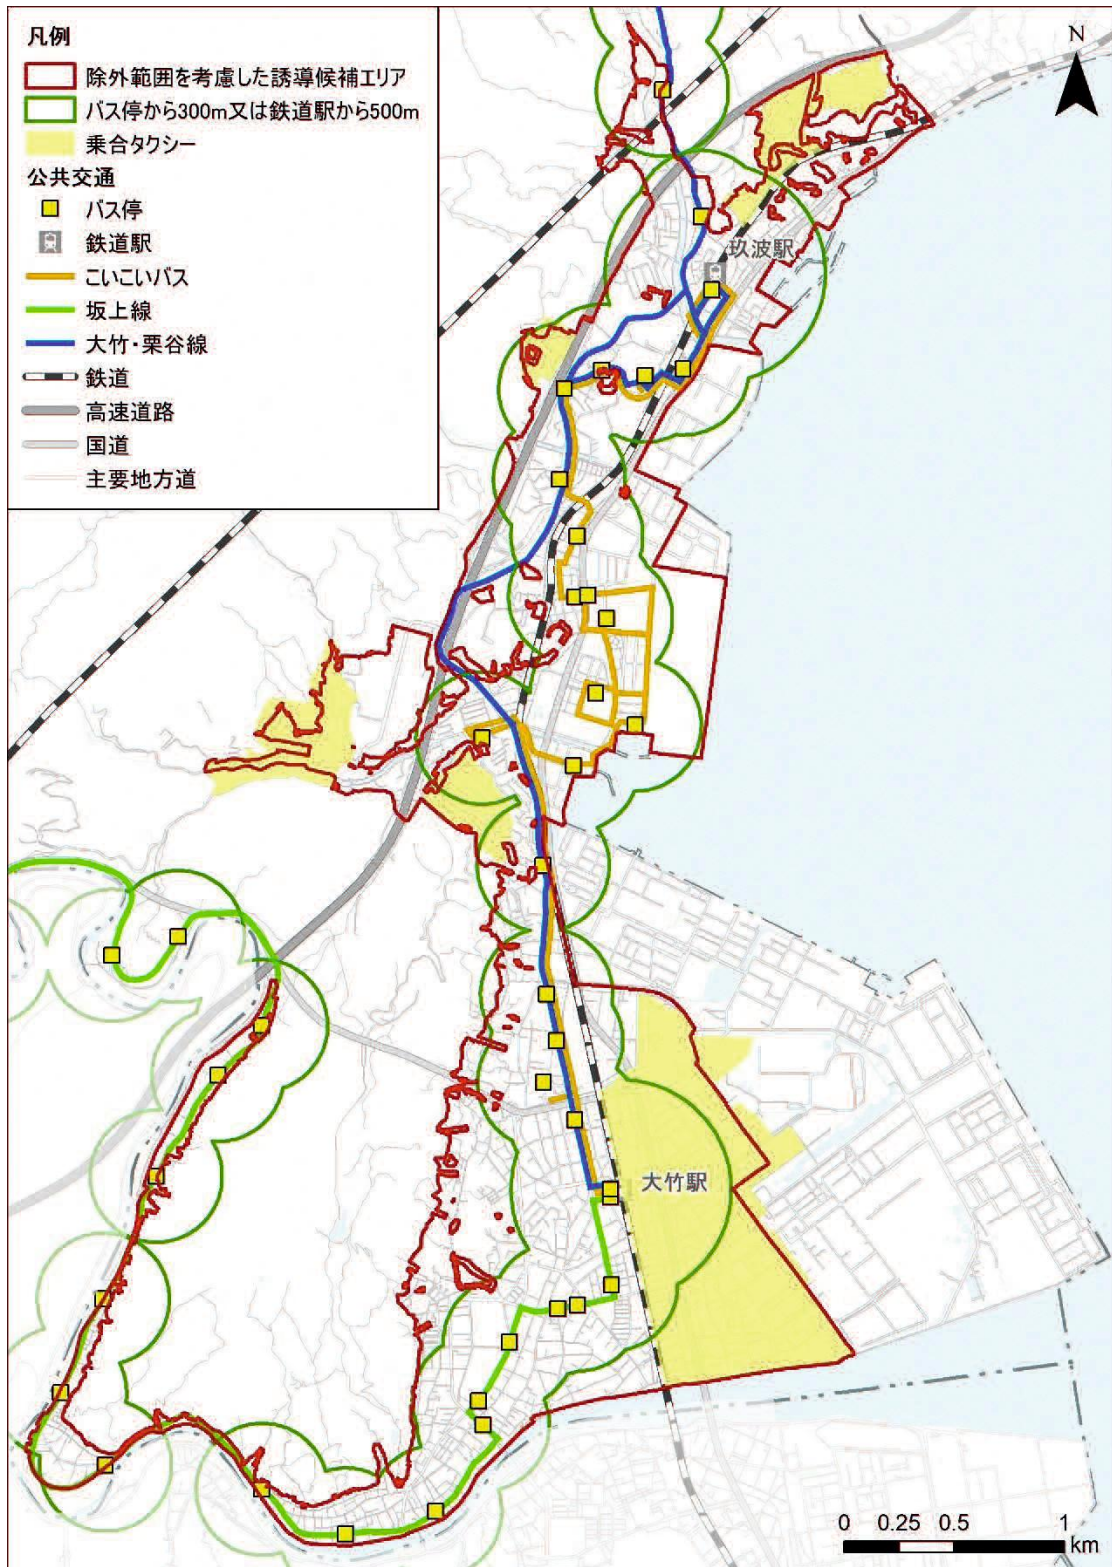 凡例
除外範囲を考慮した誘導候補エリア
バス停から300m又は鉄道駅から500m
乗合タクシー
公共交通
バス停
鉄道駅
こいこいバス
坂上線
大竹・栗谷線
鉄道
高速道路
国道
主要地方道
N
玖波駅
大竹駅
0 0.25 0.5 1
km